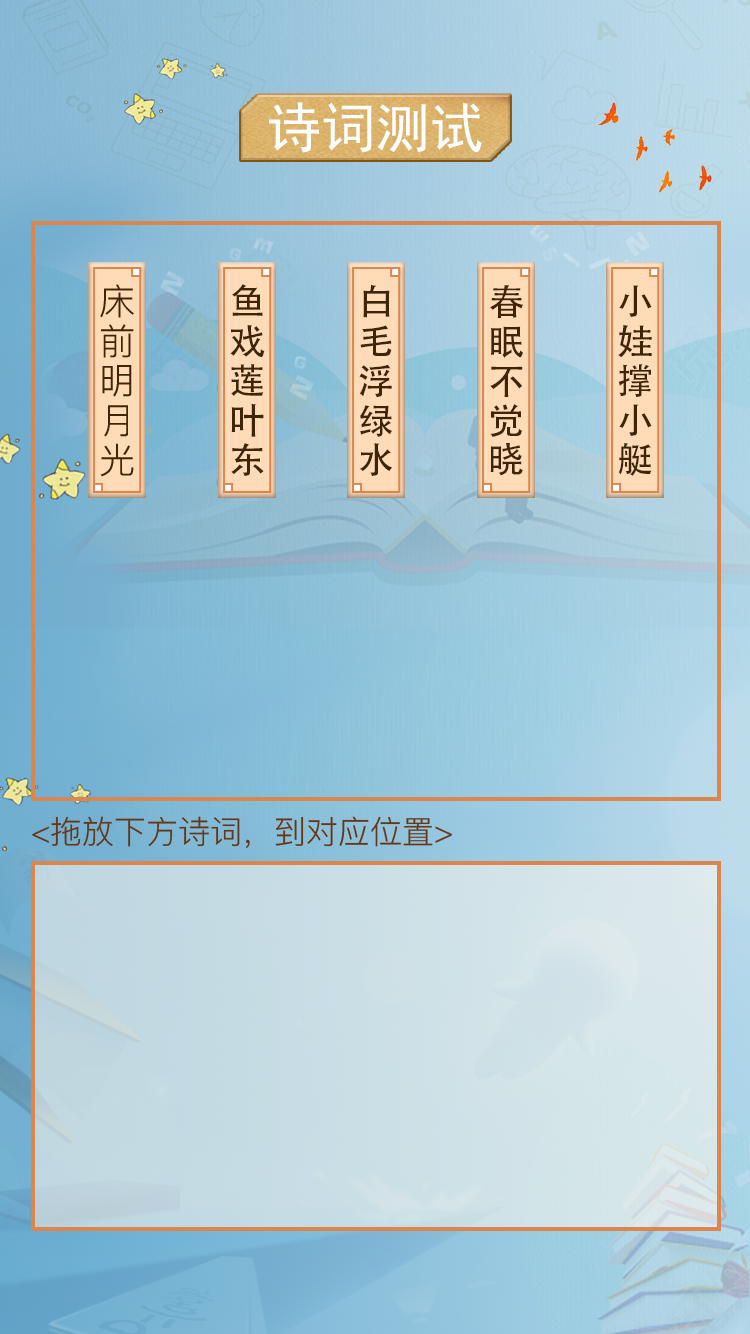 诗词测试
床前明月光
鱼戏莲叶东
白毛浮绿水
春眠不觉晓
小娃撑小艇
<拖放下方诗词，到对应位置>